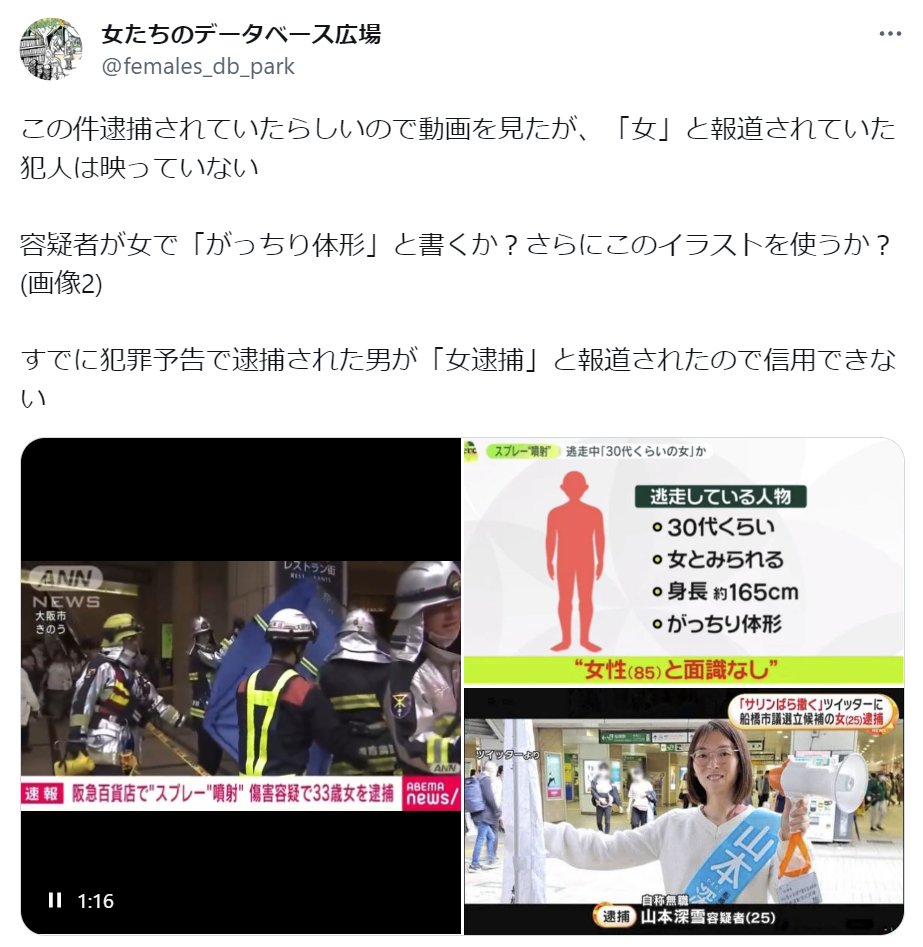 女たちのデータベース広場
@females_db_park
この件逮捕されていたらしいので動画を見たが、「女」と報道されていた
犯人は映っていない
容疑者が女で「がっちり体形」と書くか？さらにこのイラストを使うか？
(画像2)
すでに犯罪予告で逮捕された男が「女逮捕」と報道されたので信用できな
い
ANN
NEWS
大阪市
きのう
レストラン街
RESTAURANTS
ANN
速報 阪急百貨店で"スプレー"噴射" 傷害容疑で33歳女を逮捕
ABEMA
news/
1:16
スプレー"噴射" 逃走中「30代くらいの女」か
逃走している人物
30代くらい
女とみられる
身長 約165cm
がっちり体形
"女性(85)と面識なし"
「サリンばら撒く」ツイッターに
船橋市議選立候補の女(25)逮捕
NEWS
ツイッターより
山本
自称無職
逮捕 山本深雪容疑者(25)